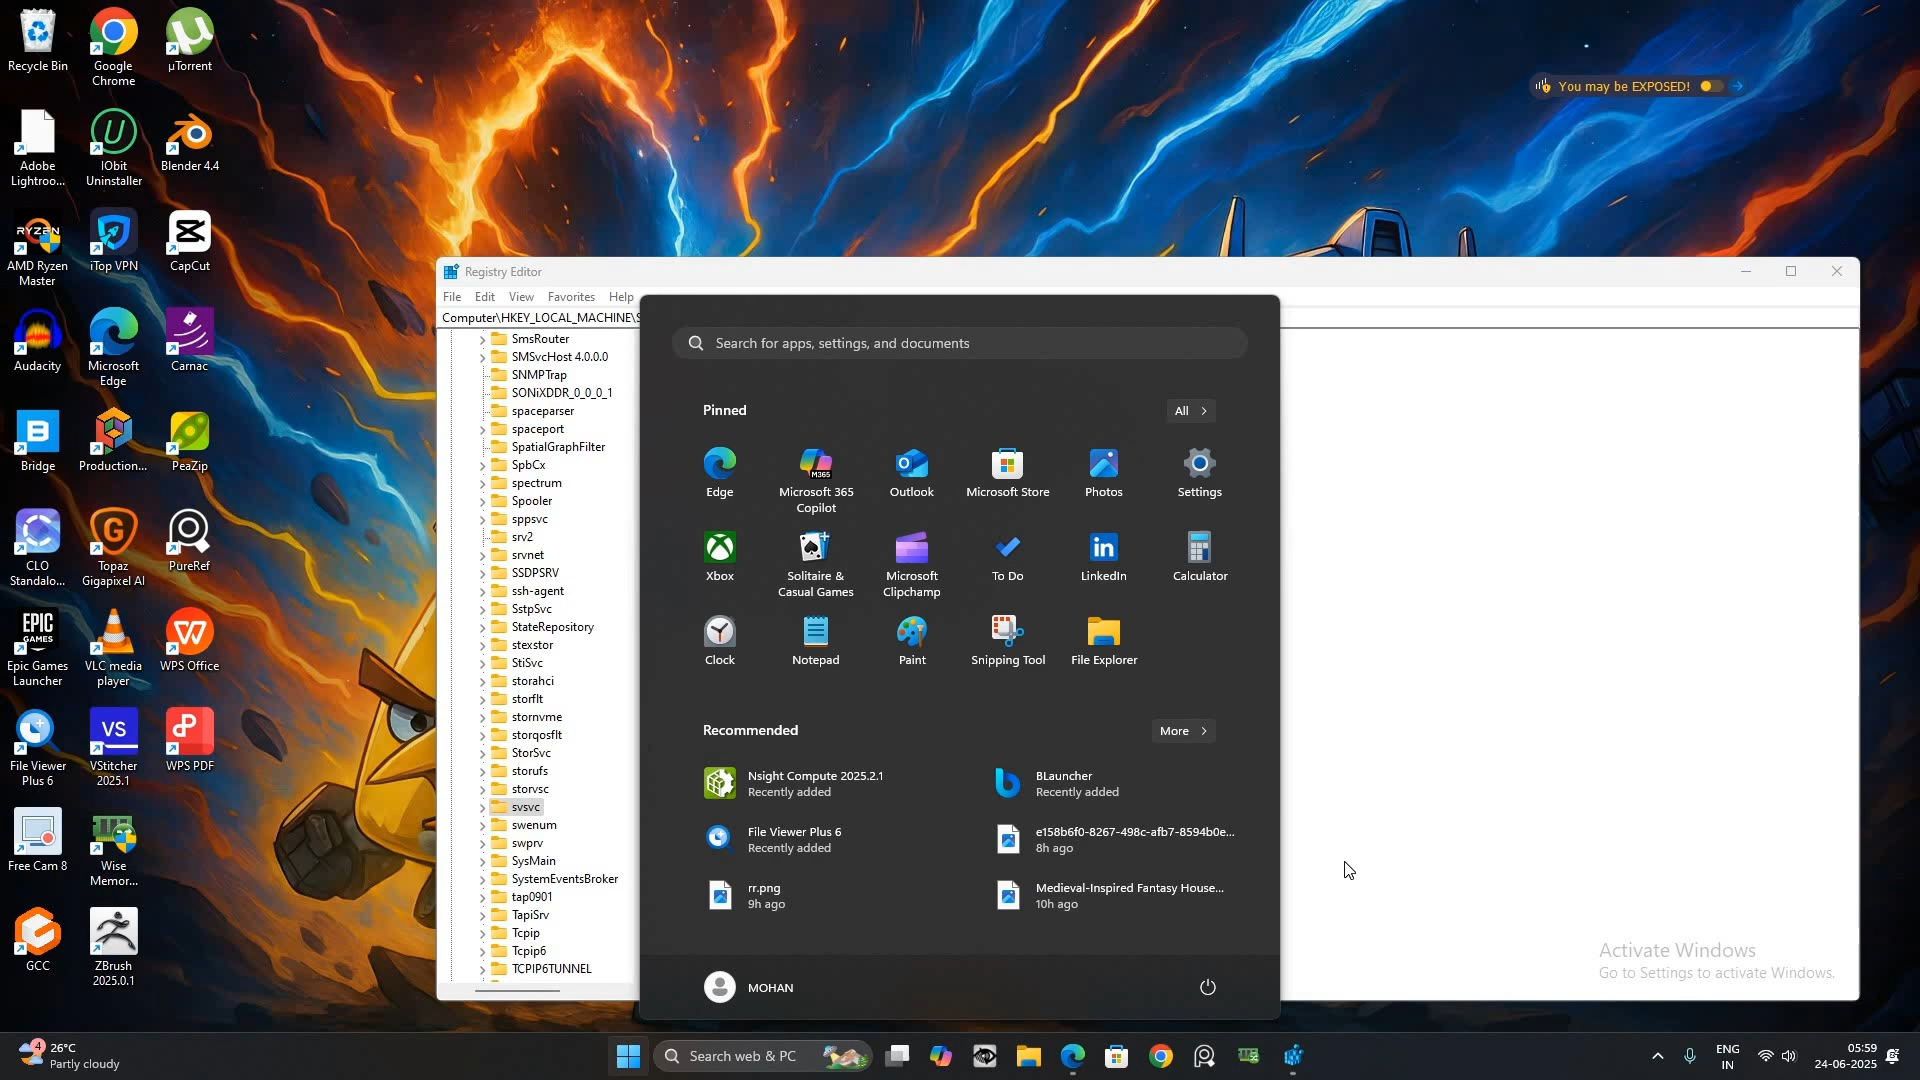 Recycle Bin
Google
Chrome
µTorrent
Adobe
Lightroo...
IObit
Uninstaller
Blender 4.4
RYZEN
AMD Ryzen
Master
iTop VPN
CapCut
Audacity
Microsoft
Edge
Carnac
Bridge
Production...
PeaZip
CLO
Standalo...
Topaz
Gigapixel AI
PureRef
EPIC
GAMES
Epic Games
Launcher
VLC media
player
WPS Office
File Viewer
Plus 6
VS
VStitcher
2025.1
WPS PDF
Free Cam 8
Wise
Memor...
GCC
ZBrush
2025.0.1
You may be EXPOSED!
Registry Editor
File Edit View Favorites Help
Computer\HKEY_LOCAL_MACHINE\S
SmsRouter
SMSvcHost 4.0.0.0
SNMPTrap
SONiXDDR_0_0_0_1
spaceparser
spaceport
SpatialGraphFilter
SpbCx
spectrum
Spooler
sppsvc
srv2
srvnet
SSDPSRV
ssh-agent
SstpSvc
StateRepository
stexstor
StiSvc
storahci
storflt
stornvme
storqosflt
StorSvc
storufs
storvsc
svsvc
swenum
swprv
SysMain
SystemEventsBroker
tap0901
TapiSrv
Tcpip
Tcpip6
TCPIP6TUNNEL
Search for apps, settings, and documents
Pinned
All
Edge
M365
Microsoft 365
Copilot
Outlook
Microsoft Store
Photos
Settings
Xbox
Solitaire &
Casual Games
Microsoft
Clipchamp
To Do
LinkedIn
Calculator
Clock
Notepad
Paint
Snipping Tool
File Explorer
Recommended
More
Nsight Compute 2025.2.1
Recently added
BLauncher
Recently added
File Viewer Plus 6
Recently added
e158b6f0-8267-498c-afb7-8594b0e...
8h ago
rr.png
9h ago
Medieval-Inspired Fantasy House...
10h ago
MOHAN
Activate Windows
Go to Settings to activate Windows.
4
26°C
Partly cloudy
Search web & PC
ENG
IN
05:59
24-06-2025